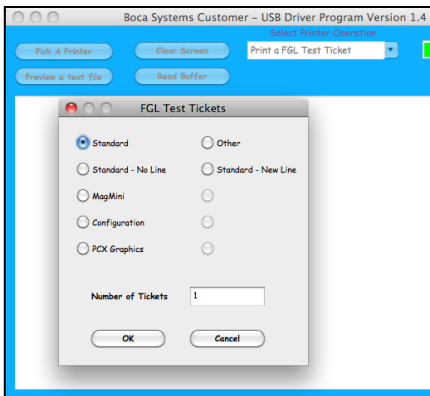 Boca Systems Customer - USB Driver Program Version 1.4
Select Printer Operation
Pick A Printer
Clear Screen
Print a FGL Test Ticket
Preview a text file
Read Buffer
FGL Test Tickets
Standard
Other
Standard - No Line
Standard - New Line
MagMini
Configuration
PCX Graphics
Number of Tickets
1
OK
Cancel